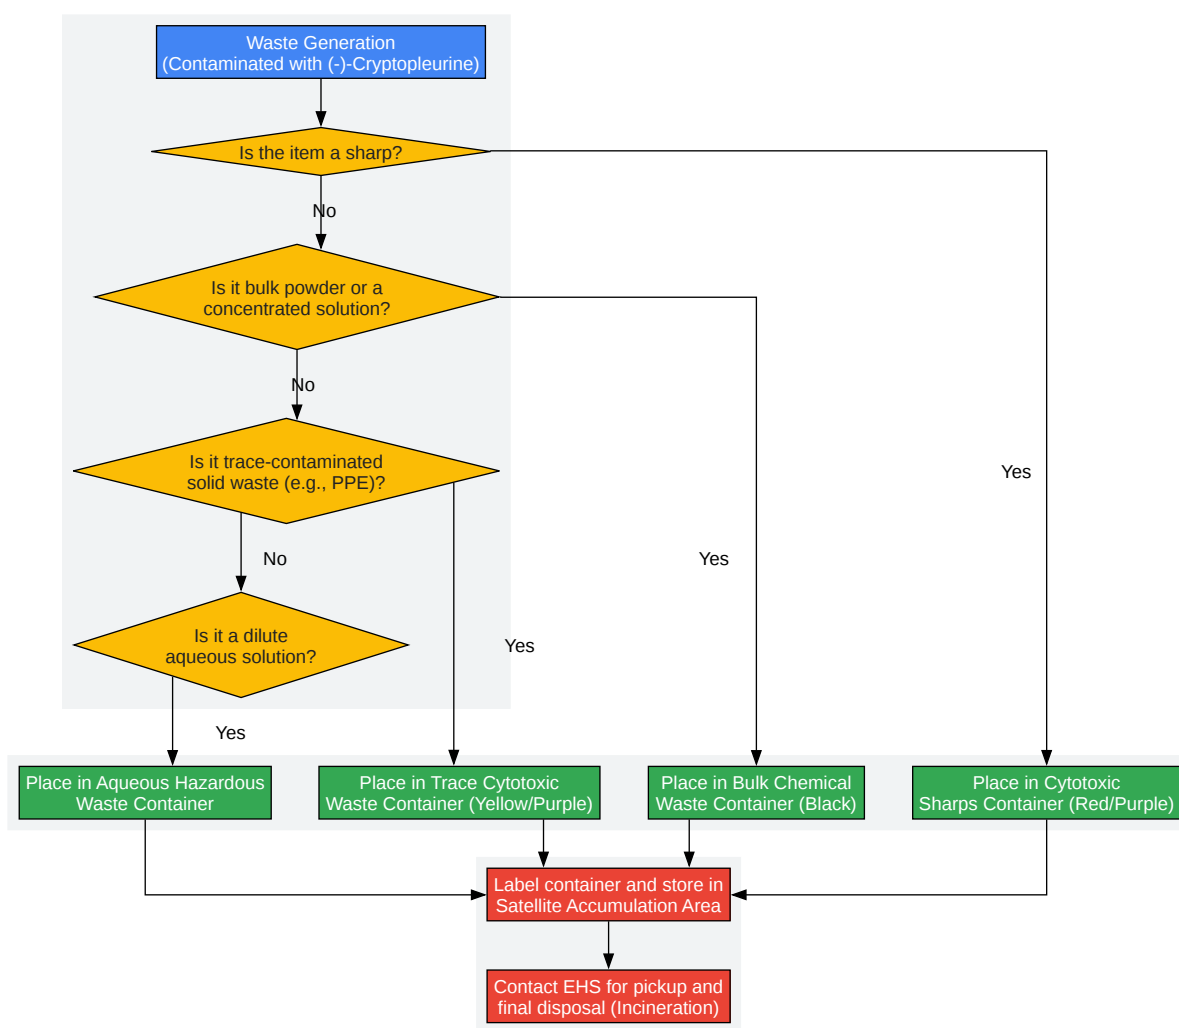 Waste Generation
(Contaminated with (-)-Cryptopleurine)
Is the item a sharp?
No
Is it bulk powder or a
concentrated solution?
No
Is it trace-contaminated
solid waste (e.g., PPE)?
Yes
No
Yes
Is it a dilute
aqueous solution?
Yes
Yes
Place in Aqueous Hazardous
Waste Container
Place in Trace Cytotoxic
Waste Container (Yellow/Purple)
Place in Bulk Chemical
Waste Container (Black)
Place in Cytotoxic
Sharps Container (Red/Purple)
Label container and store in
Satellite Accumulation Area
Contact EHS for pickup and
final disposal (Incineration)